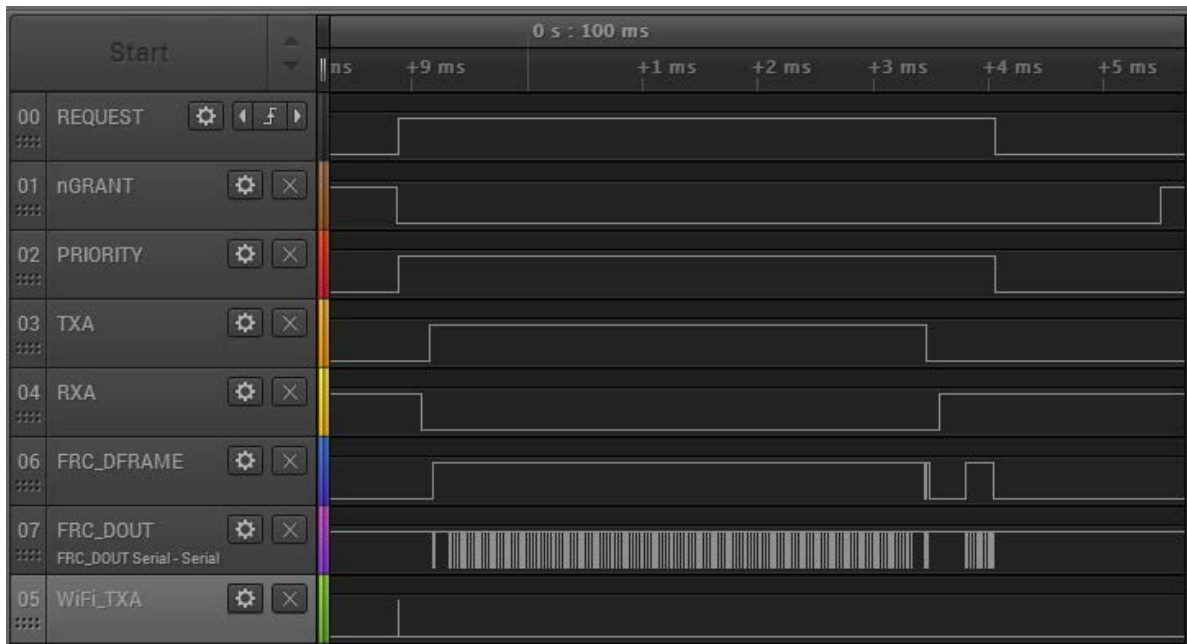 Start
0 s : 100 ms
ns +9 ms +1 ms +2 ms +3 ms +4 ms +5 ms
00 REQUEST
01 nGRANT
02 PRIORITY
03 TXA
04 RXA
06 FRC_DFRAME
07 FRC_DOUT
FRC_DOUT Serial - Serial
05 WiFi_TXA